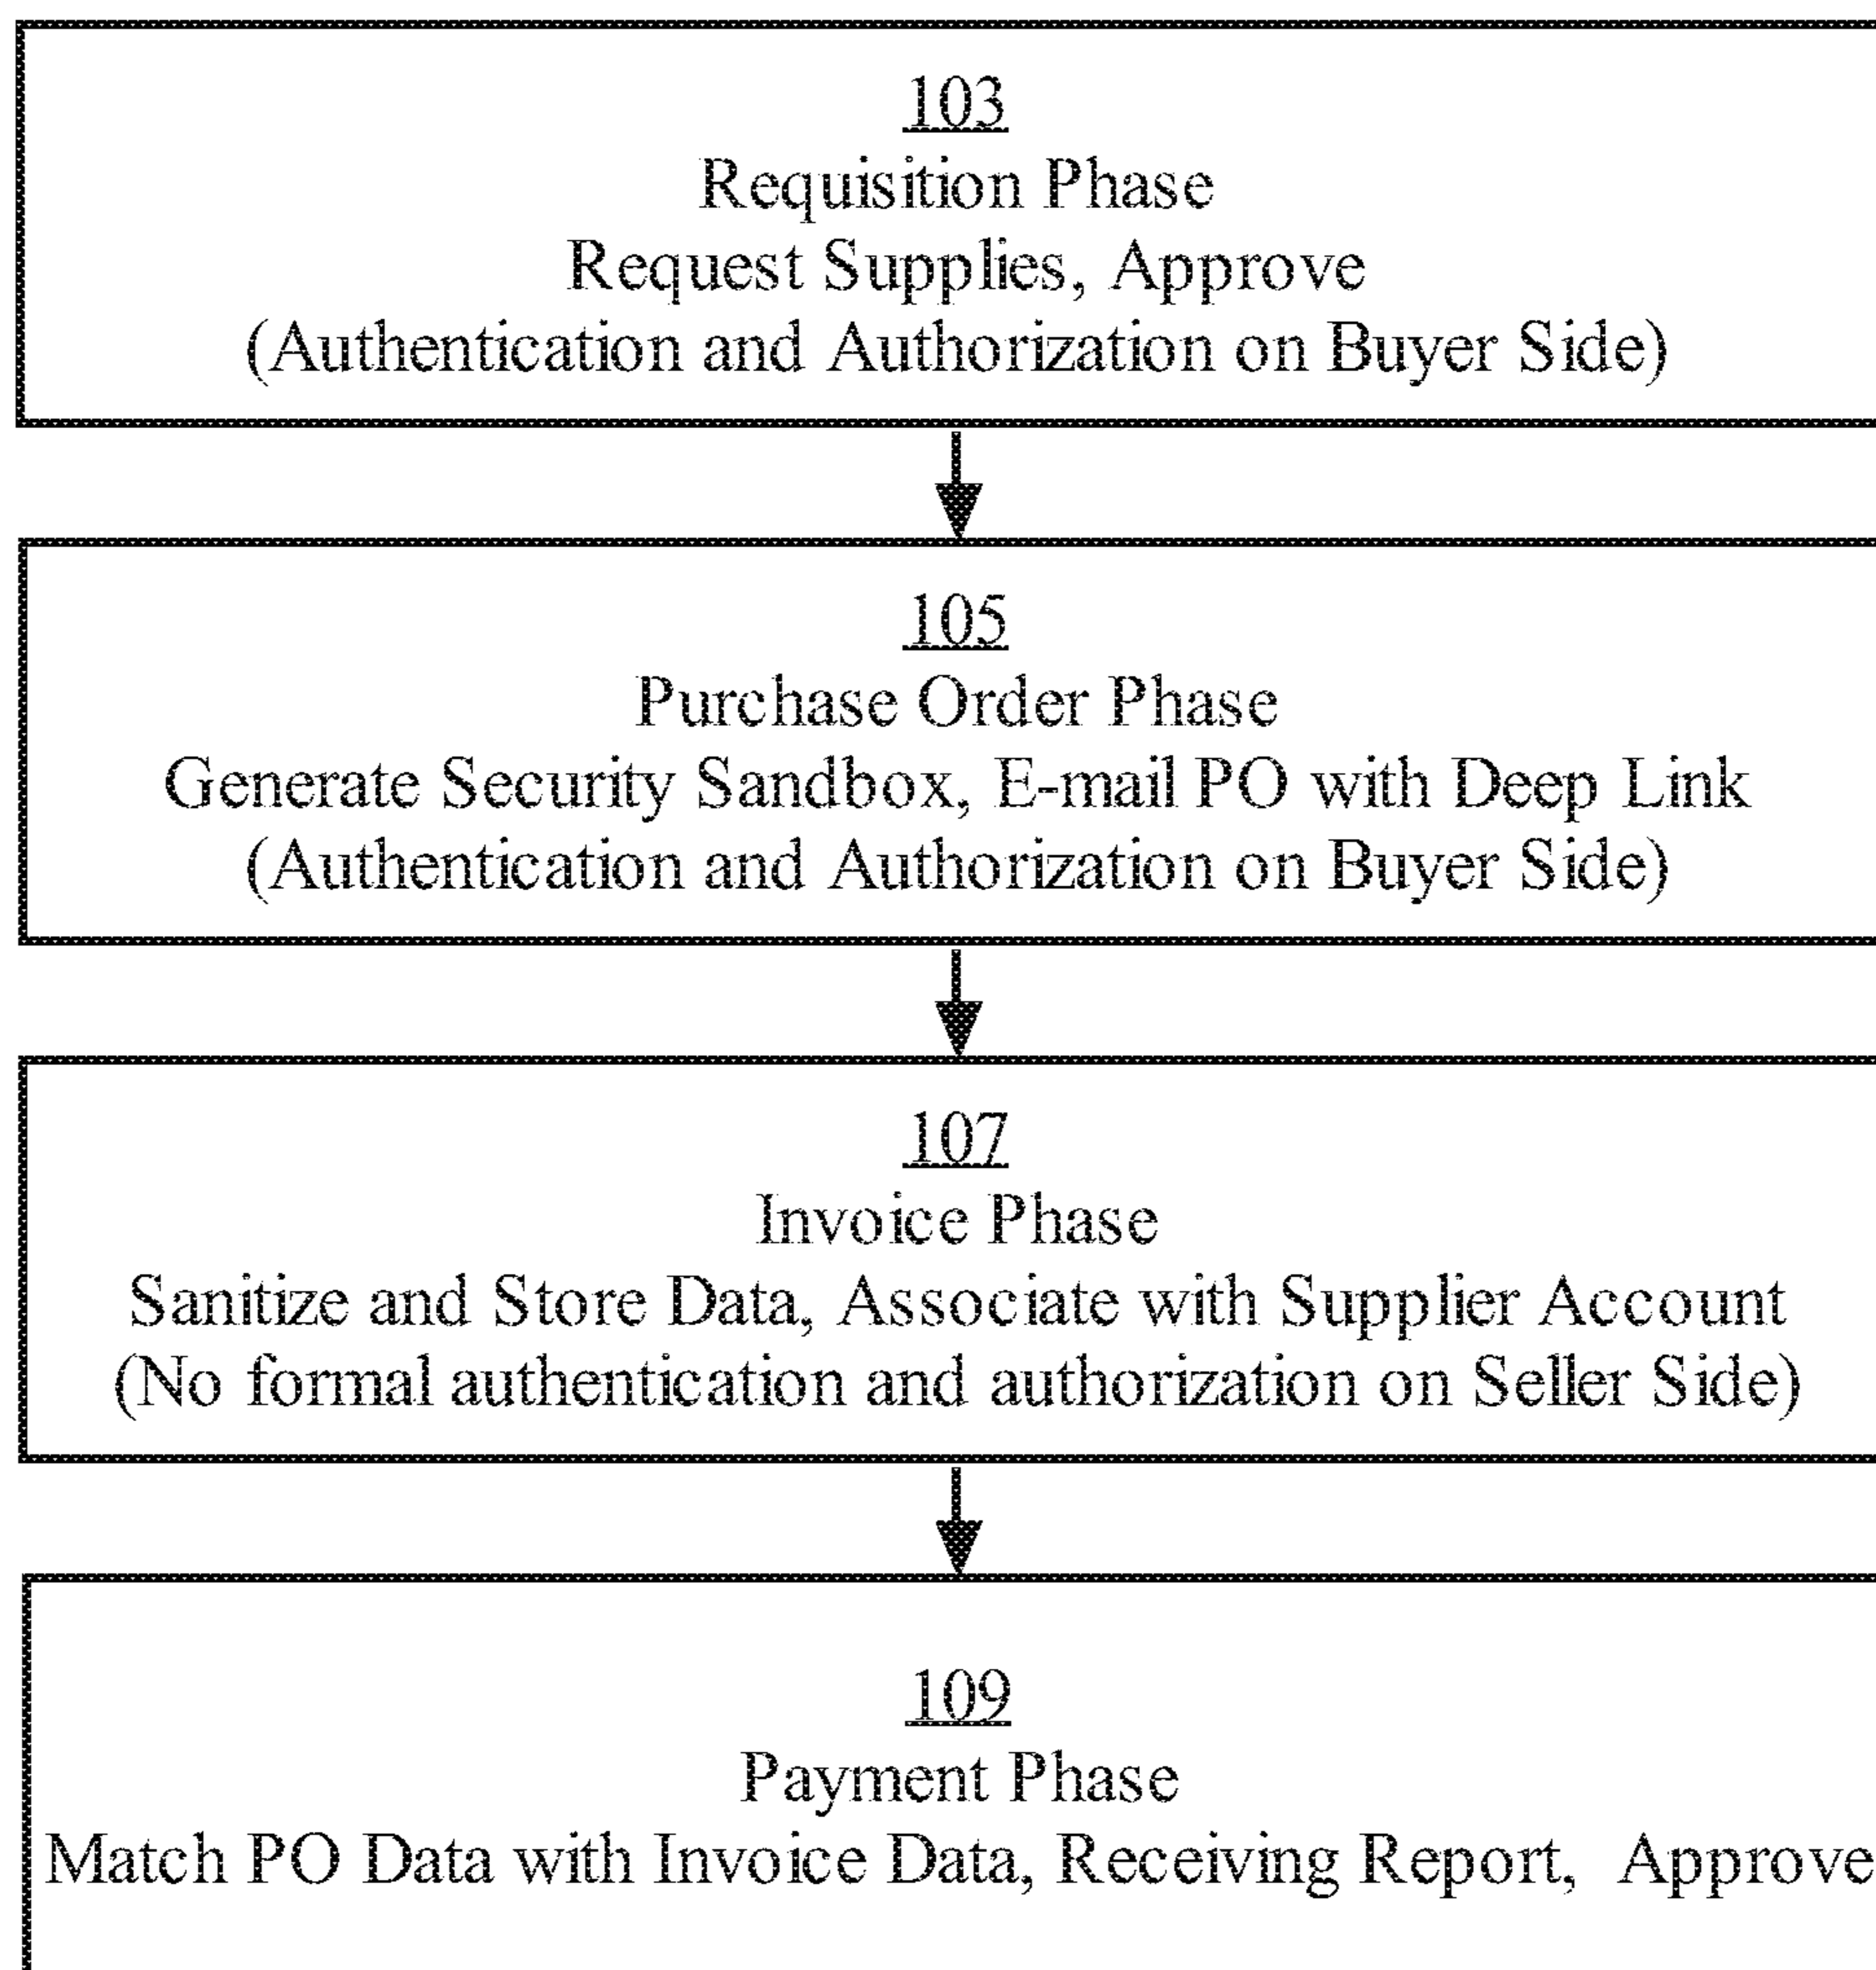 103
Requisition Phase
Request Supplies, Approve
(Authentication and Authorization on Buyer Side)
105
Purchase Order Phase
Generate Security Sandbox, E-mail PO with Deep Link
(Authentication and Authorization on Buyer Side)
107
Invoice Phase
Sanitize and Store Data, Associate with Supplier Account
(No formal authentication and authorization on Seller Side)
109
Payment Phase
Match PO Data with Invoice Data, Receiving Report, Approve